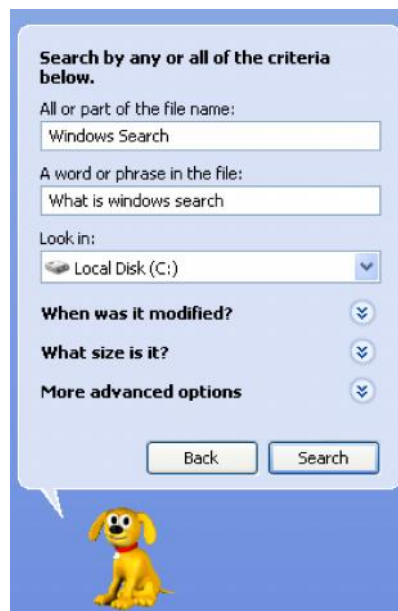 Search by any or all of the criteria
below.
All or part of the file name:
Windows Search
A word or phrase in the file:
What is windows search
Look in:
Local Disk (C:)
When was it modified?
What size is it?
More advanced options
Back Search